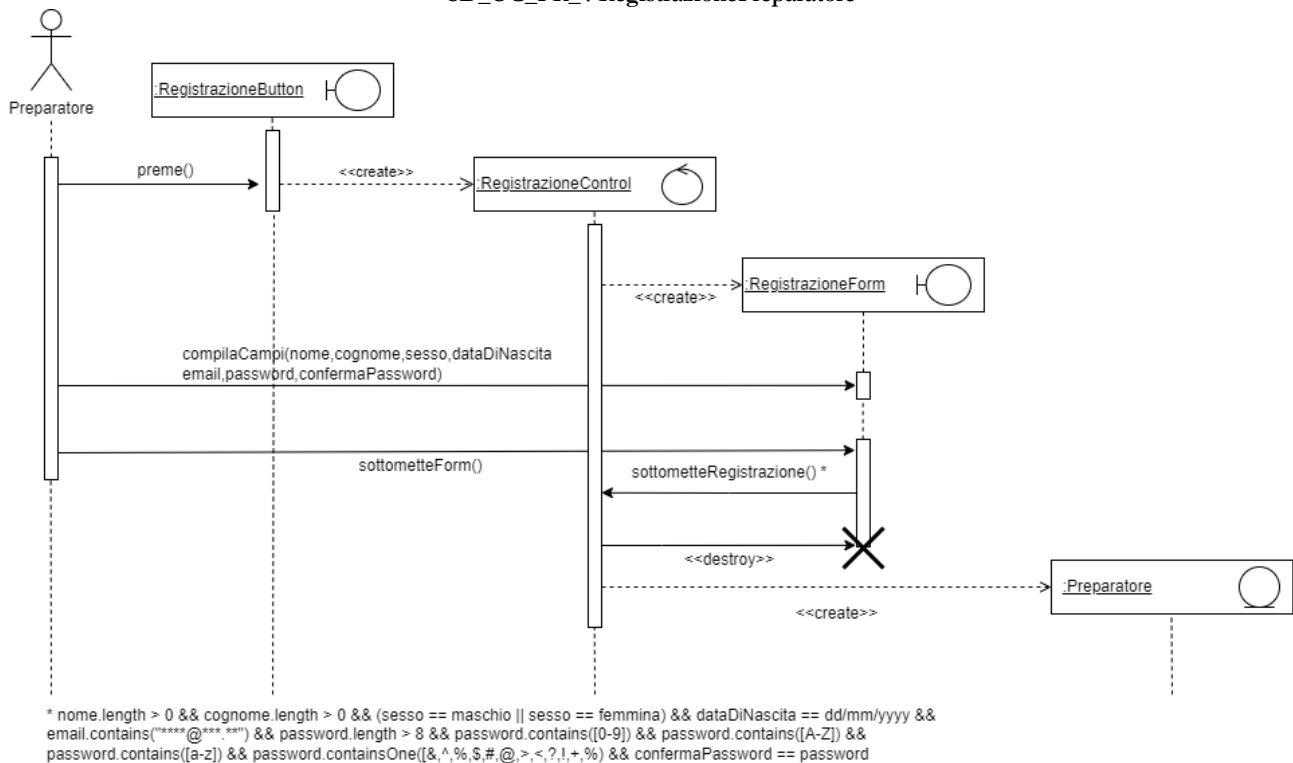 :RegistrazioneButton
Preparatore
preme()
<<create>>
:RegistrazioneControl
:RegistrazioneForm
<<create>>
compilaCampi(nome,cognome,sesso,dataDiNascita
email,password,confermaPassword)
sottometteForm()
sottometteRegistrazione() *
<<destroy>>
:Preparatore
<<create>>
* nome.length > 0 && cognome.length > 0 && (sesso == maschio || sesso == femmina) && dataDiNascita == dd/mm/yyyy &&
email.contains("****@***.**") && password.length > 8 && password.contains([0-9]) && password.contains([A-Z]) &&
password.contains([a-z]) && password.containsOne([&,^,%,$,#,@,>,<,?,!,+,%) && confermaPassword == password